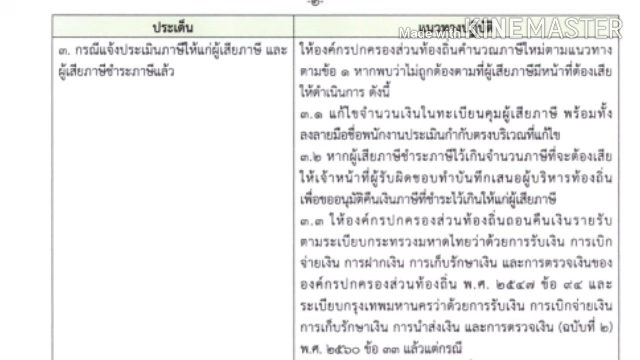 -๒-
Made with KINEMASTER
ประเด็น
แนวทางปฏิบัติ
๓. กรณีแจ้งประเมินภาษีให้แก่ผู้เสียภาษี และ
ผู้เสียภาษีชำระภาษีแล้ว
ให้องค์กรปกครองส่วนท้องถิ่นคำนวณภาษีใหม่ตามแนวทาง
ตามข้อ ๑ หากพบว่าไม่ถูกต้องตามที่ผู้เสียภาษีมีหน้าที่ต้องเสีย
ให้ดำเนินการ ดังนี้
๓.๑ แก้ไขจำนวนเงินในทะเบียนคุมผู้เสียภาษี พร้อมทั้ง
ลงลายมือชื่อพนักงานประเมินกำกับตรงบริเวณที่แก้ไข
๓.๒ หากผู้เสียภาษีชำระภาษีไว้เกินจำนวนภาษีที่จะต้องเสีย
ให้เจ้าหน้าที่ผู้รับผิดชอบทำบันทึกเสนอผู้บริหารท้องถิ่น
เพื่อขออนุมัติคืนเงินภาษีที่ชำระไว้เกินให้แก่ผู้เสียภาษี
๓.๓ ให้องค์กรปกครองส่วนท้องถิ่นถอนคืนเงินรายรับ
ตามระเบียบกระทรวงมหาดไทยว่าด้วยการรับเงิน การเบิก
จ่ายเงิน การฝากเงิน การเก็บรักษาเงิน และการตรวจเงินของ
องค์กรปกครองส่วนท้องถิ่น พ.ศ. ๒๕๔๗ ข้อ ๙๔ และ
ระเบียบกรุงเทพมหานครว่าด้วยการรับเงิน การเบิกจ่ายเงิน
การเก็บรักษาเงิน การนำส่งเงิน และการตรวจเงิน (ฉบับที่ ๒)
พ.ศ. ๒๕๖๐ ข้อ ๓๓ แล้วแต่กรณี